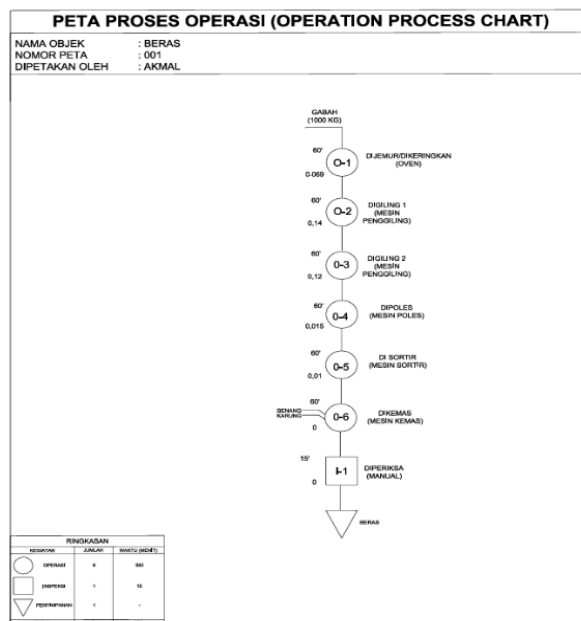 PETA PROSES OPERASI (OPERATION PROCESS CHART)
NAMA OBJEK : BERAS
NOMOR PETA : 001
DIPETAKAN OLEH : AKMAL
GABAH
(1000 KG)
60'
O-1
0.069
DIJEMUR/DIKERINGKAN
(OVEN)
60'
O-2
0,14
DIGILING 1
(MESIN
PENGGILING)
60'
0-3
0,12
DIGILING 2
(MESIN
PENGGILING)
60'
0-4
0,015
DIPOLES
(MESIN POLES)
60'
0-5
0,01
DI SORTIR
(MESIN SORTIR)
60'
BENANG
KARUNG
0-6
0
DIKEMAS
(MESIN KEMAS)
15'
I-1
0
DIPERIKSA
(MANUAL)
BERAS
RINGKASAN
KEGIATAN JUMLAH WAKTU (MENIT)
OPERASI 6 360
INSPEKSI 1 15
PENYIMPANAN 1 -